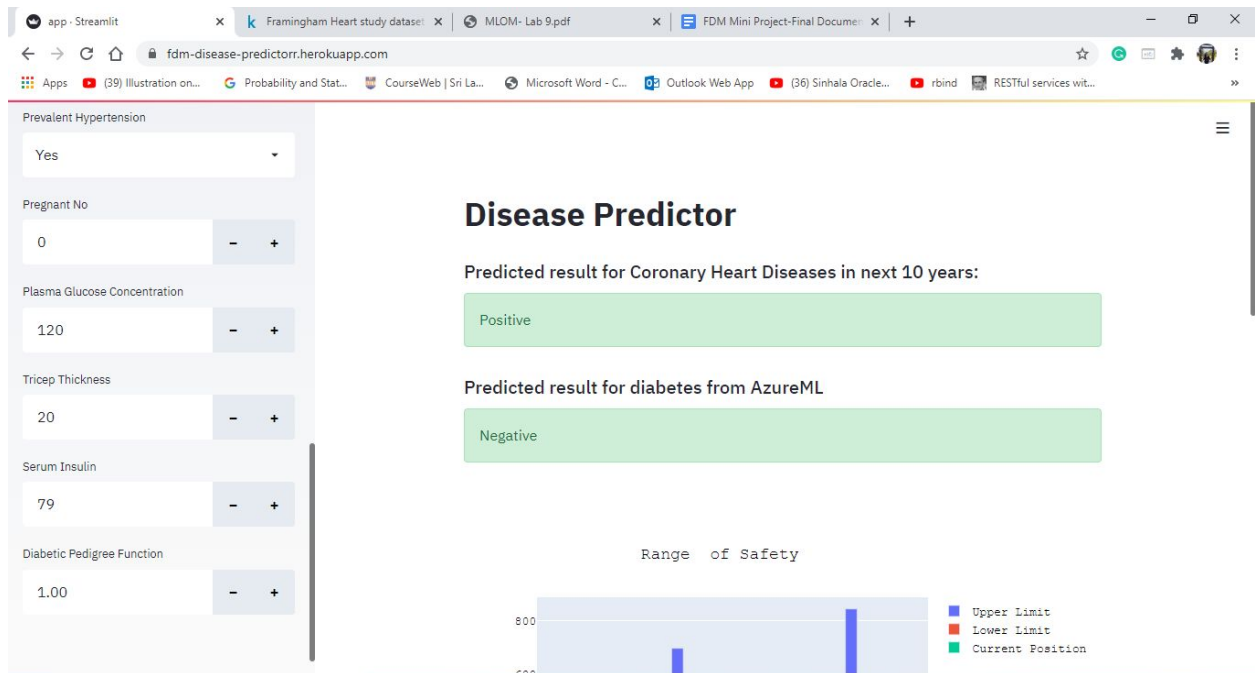 app · Streamlit
Framingham Heart study dataset
MLOM- Lab 9.pdf
FDM Mini Project-Final Documen
fdm-disease-predictorr.herokuapp.com
Apps
(39) Illustration on...
Probability and Stat...
CourseWeb | Sri La...
Microsoft Word - C...
Outlook Web App
(36) Sinhala Oracle...
rbind
RESTful services wit...
Prevalent Hypertension
Yes
Pregnant No
0
Plasma Glucose Concentration
120
Tricep Thickness
20
Serum Insulin
79
Diabetic Pedigree Function
1.00
Disease Predictor
Predicted result for Coronary Heart Diseases in next 10 years:
Positive
Predicted result for diabetes from AzureML
Negative
Range of Safety
800
Upper Limit
Lower Limit
Current Position